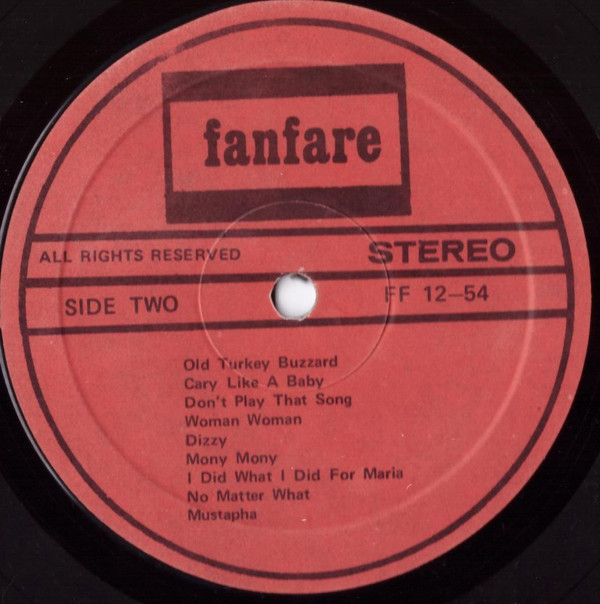 fanfare
ALL RIGHTS RESERVED
STEREO
SIDE TWO
FF 12—54
Old Turkey Buzzard
Cary Like A Baby
Don't Play That Song
Woman Woman
Dizzy
Mony Mony
I Did What I Did For Maria
No Matter What
Mustapha